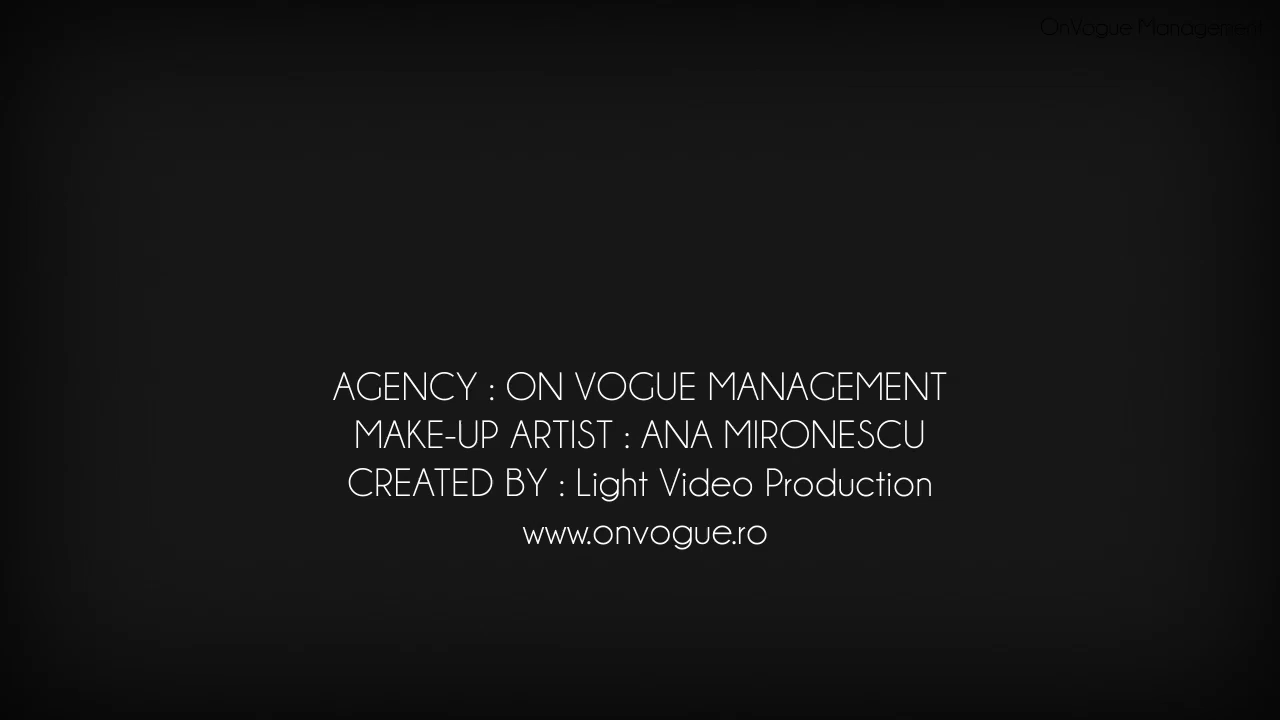 OnVogue Management
AGENCY : ON VOGUE MANAGEMENT
MAKE-UP ARTIST : ANA MIRONESCU
CREATED BY : Light Video Production
www.onvogue.ro